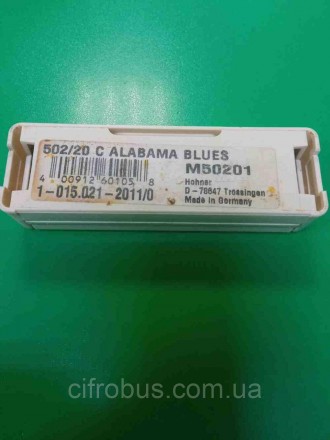 502/20 C ALABAMA BLUES
4 00912 60105 8
M50201
1-015.021-2011/0
Hohner
D-78647 Trossingen
Made in Germany
cifrobus.com.ua